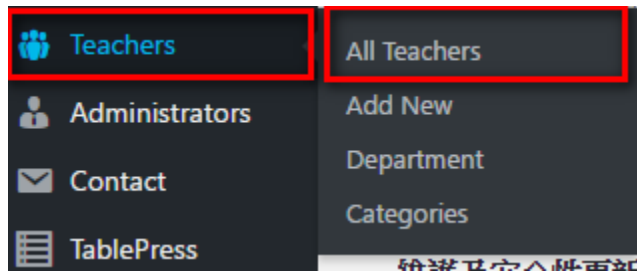 Teachers
Administrators
Contact
TablePress
All Teachers
Add New
Department
Categories